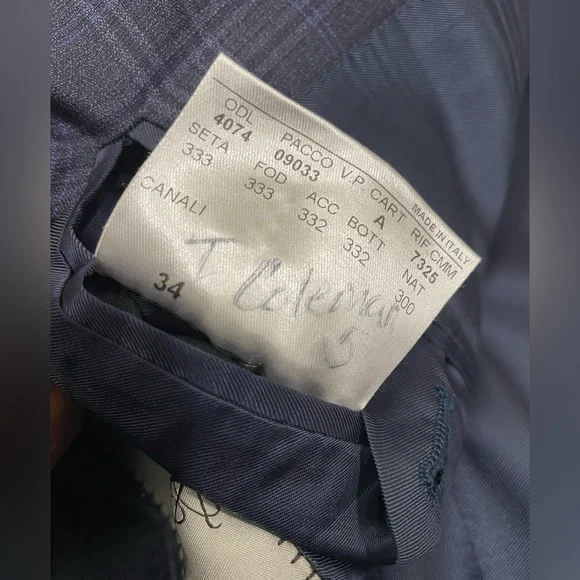 MADE IN ITALY
ODL PACCO V.P CART RIF CMM
4074 09033 A 7325
SETA FOD ACC BOTT NAT
333 333 332 332 300
CANALI
T Coleman
34